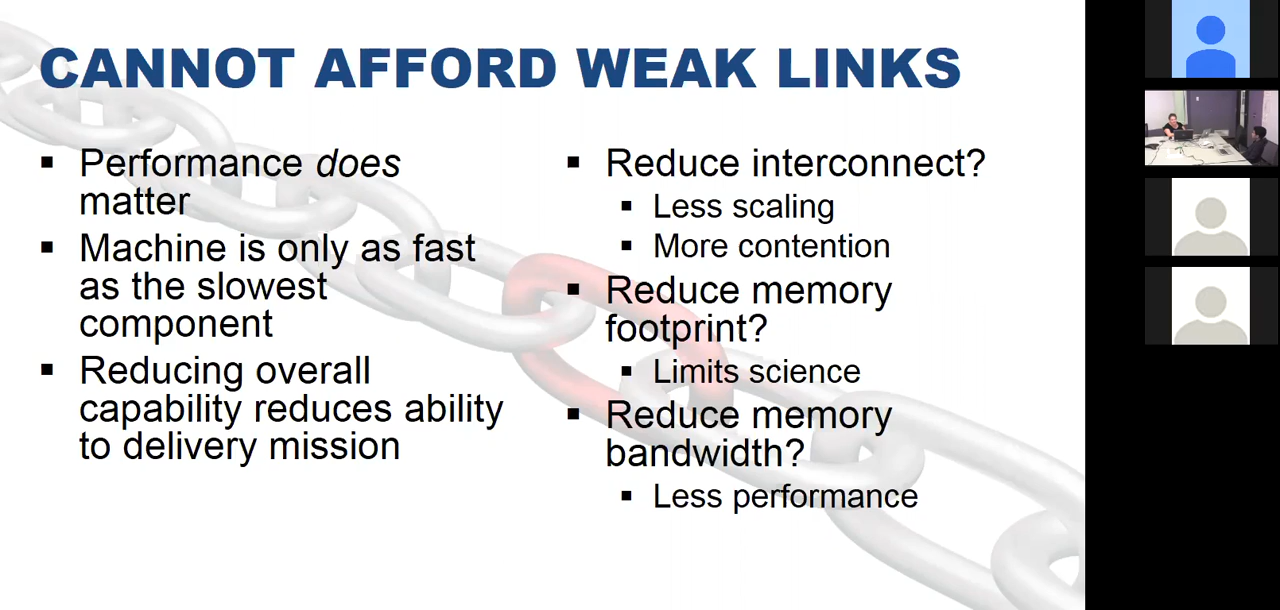 CANNOT AFFORD WEAK LINKS
▪ Performance does
matter
▪ Machine is only as fast
as the slowest
component
▪ Reducing overall
capability reduces ability
to delivery mission
▪ Reduce interconnect?
▪ Less scaling
▪ More contention
▪ Reduce memory
footprint?
▪ Limits science
▪ Reduce memory
bandwidth?
▪ Less performance